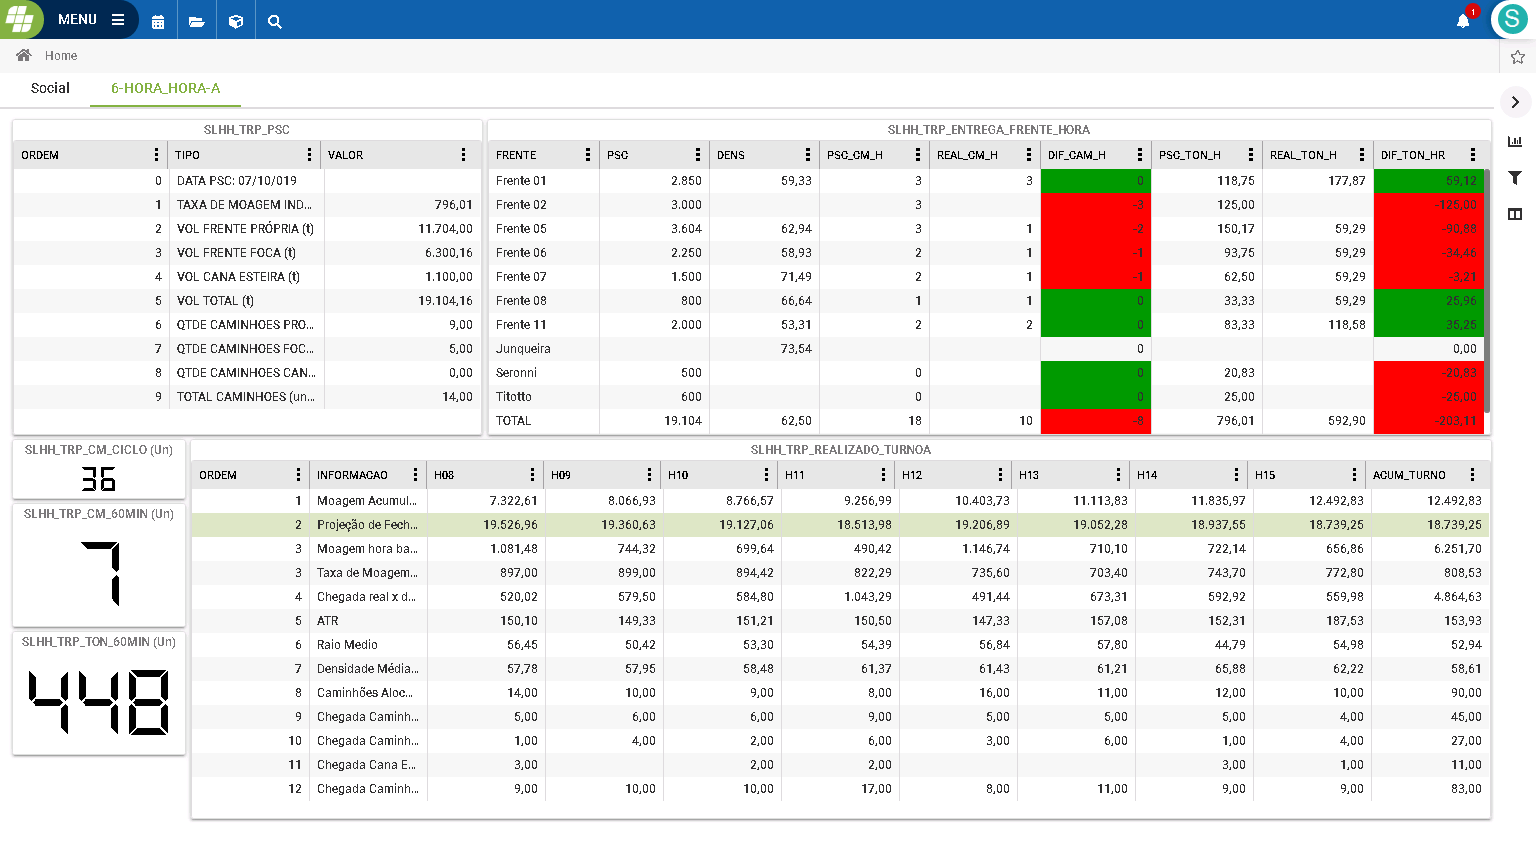 MENU
1
S
Home
Social 6-HORA_HORA-A
SLHH_TRP_PSC
ORDEM TIPO VALOR
0 DATA PSC: 07/10/019
1 TAXA DE MOAGEM IND... 796,01
2 VOL FRENTE PRÓPRIA (t) 11.704,00
3 VOL FRENTE FOCA (t) 6.300,16
4 VOL CANA ESTEIRA (t) 1.100,00
5 VOL TOTAL (t) 19.104,16
6 QTDE CAMINHOES PRO... 9,00
7 QTDE CAMINHOES FOC... 5,00
8 QTDE CAMINHOES CAN... 0,00
9 TOTAL CAMINHOES (un... 14,00
SLHH_TRP_ENTREGA_FRENTE_HORA
FRENTE PSC DENS PSC_CM_H REAL_CM_H DIF_CAM_H PSC_TON_H REAL_TON_H DIF_TON_HR
Frente 01 2.850 59,33 3 3 0 118,75 177,87 59,12
Frente 02 3.000 3 -3 125,00 -125,00
Frente 05 3.604 62,94 3 1 -2 150,17 59,29 -90,88
Frente 06 2.250 58,93 2 1 -1 93,75 59,29 -34,46
Frente 07 1.500 71,49 2 1 -1 62,50 59,29 -3,21
Frente 08 800 66,64 1 1 0 33,33 59,29 25,96
Frente 11 2.000 53,31 2 2 0 83,33 118,58 35,25
Junqueira 73,54 0 0,00
Seronni 500 0 0 20,83 -20,83
Titotto 600 0 0 25,00 -25,00
TOTAL 19.104 62,50 18 10 -8 796,01 592,90 -203,11
SLHH_TRP_CM_CICLO (Un)
36
SLHH_TRP_CM_60MIN (Un)
7
SLHH_TRP_TON_60MIN (Un)
448
SLHH_TRP_REALIZADO_TURNOA
ORDEM INFORMACAO H08 H09 H10 H11 H12 H13 H14 H15 ACUM_TURNO
1 Moagem Acumul... 7.322,61 8.066,93 8.766,57 9.256,99 10.403,73 11.113,83 11.835,97 12.492,83 12.492,83
2 Projeção de Fech... 19.526,96 19.360,63 19.127,06 18.513,98 19.206,89 19.052,28 18.937,55 18.739,25 18.739,25
3 Moagem hora ba... 1.081,48 744,32 699,64 490,42 1.146,74 710,10 722,14 656,86 6.251,70
3 Taxa de Moagem... 897,00 899,00 894,42 822,29 735,60 703,40 743,70 772,80 808,53
4 Chegada real x d... 520,02 579,50 584,80 1.043,29 491,44 673,31 592,92 559,98 4.864,63
5 ATR 150,10 149,33 151,21 150,50 147,33 157,08 152,31 187,53 153,93
6 Raio Medio 56,45 50,42 53,30 54,39 56,84 57,80 44,79 54,98 52,94
7 Densidade Média... 57,78 57,95 58,48 61,37 61,43 61,21 65,88 62,22 58,61
8 Caminhões Aloc... 14,00 10,00 9,00 8,00 16,00 11,00 12,00 10,00 90,00
9 Chegada Caminh... 5,00 6,00 6,00 9,00 5,00 5,00 5,00 4,00 45,00
10 Chegada Caminh... 1,00 4,00 2,00 6,00 3,00 6,00 1,00 4,00 27,00
11 Chegada Cana E... 3,00 2,00 2,00 3,00 1,00 11,00
12 Chegada Caminh... 9,00 10,00 10,00 17,00 8,00 11,00 9,00 9,00 83,00